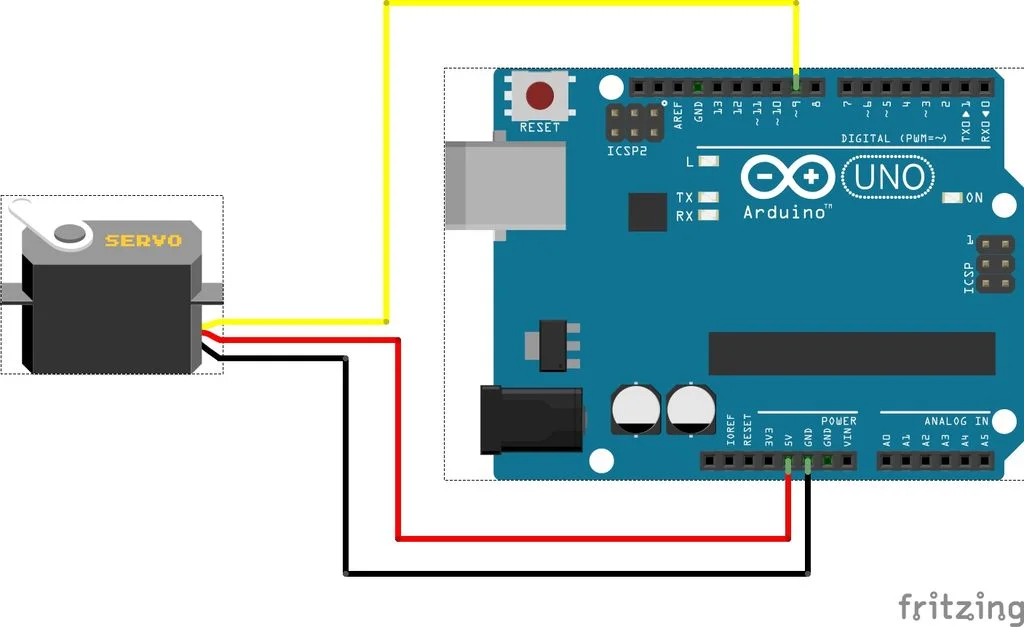 RESET
ICSP2
AREF
GND
13
12
~11
~10
~9
8
7
~6
~5
4
~3
2
TX0▶1
RX0◀0
DIGITAL (PWM=~)
L
TX
RX
UNO
Arduino™
ON
1
ICSP
SERVO
POWER
ANALOG IN
IOREF
RESET
3V3
5V
GND
GND
VIN
A0
A1
A2
A3
A4
A5
fritzing